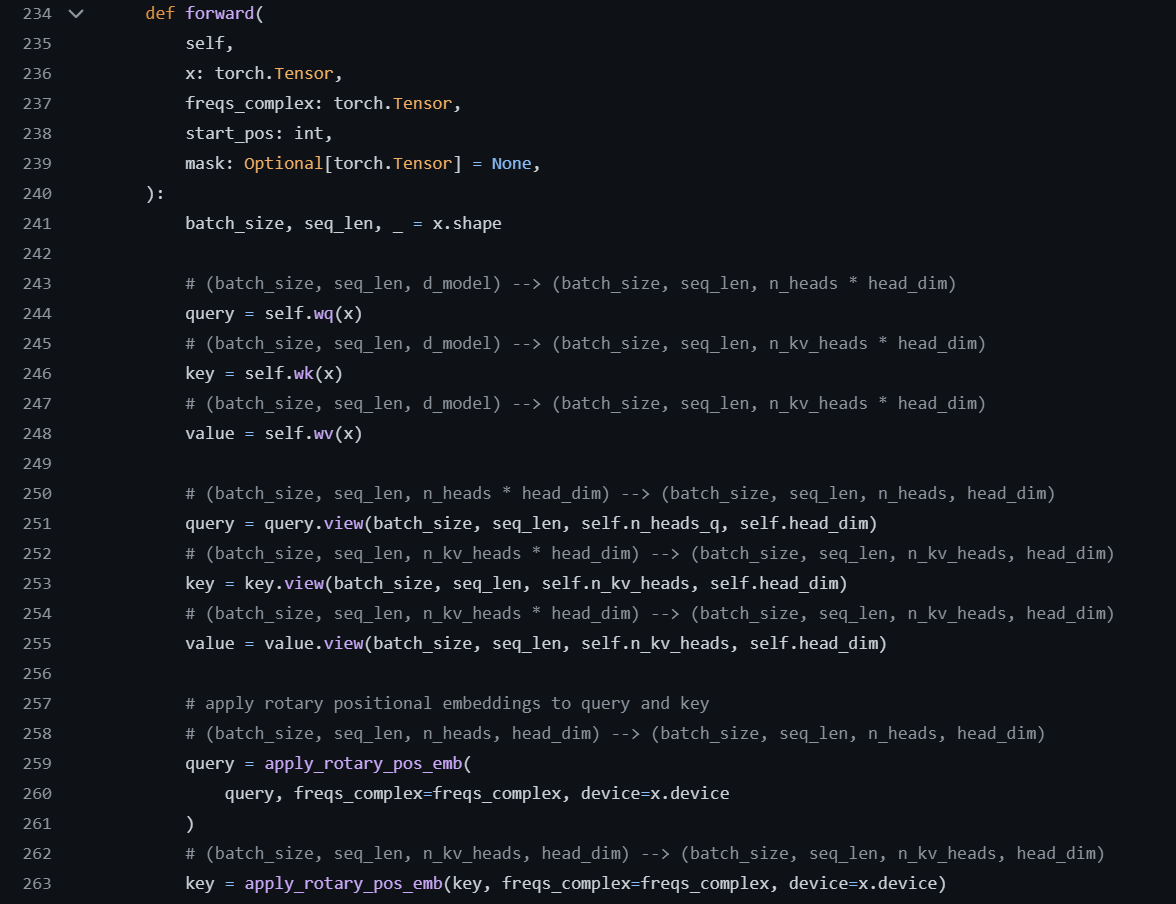 234 def forward(
235 self,
236 x: torch.Tensor,
237 freqs_complex: torch.Tensor,
238 start_pos: int,
239 mask: Optional[torch.Tensor] = None,
240 ):
241 batch_size, seq_len, _ = x.shape
242
243 # (batch_size, seq_len, d_model) --> (batch_size, seq_len, n_heads * head_dim)
244 query = self.wq(x)
245 # (batch_size, seq_len, d_model) --> (batch_size, seq_len, n_kv_heads * head_dim)
246 key = self.wk(x)
247 # (batch_size, seq_len, d_model) --> (batch_size, seq_len, n_kv_heads * head_dim)
248 value = self.wv(x)
249
250 # (batch_size, seq_len, n_heads * head_dim) --> (batch_size, seq_len, n_heads, head_dim)
251 query = query.view(batch_size, seq_len, self.n_heads_q, self.head_dim)
252 # (batch_size, seq_len, n_kv_heads * head_dim) --> (batch_size, seq_len, n_kv_heads, head_dim)
253 key = key.view(batch_size, seq_len, self.n_kv_heads, self.head_dim)
254 # (batch_size, seq_len, n_kv_heads * head_dim) --> (batch_size, seq_len, n_kv_heads, head_dim)
255 value = value.view(batch_size, seq_len, self.n_kv_heads, self.head_dim)
256
257 # apply rotary positional embeddings to query and key
258 # (batch_size, seq_len, n_heads, head_dim) --> (batch_size, seq_len, n_heads, head_dim)
259 query = apply_rotary_pos_emb(
260 query, freqs_complex=freqs_complex, device=x.device
261 )
262 # (batch_size, seq_len, n_kv_heads, head_dim) --> (batch_size, seq_len, n_kv_heads, head_dim)
263 key = apply_rotary_pos_emb(key, freqs_complex=freqs_complex, device=x.device)